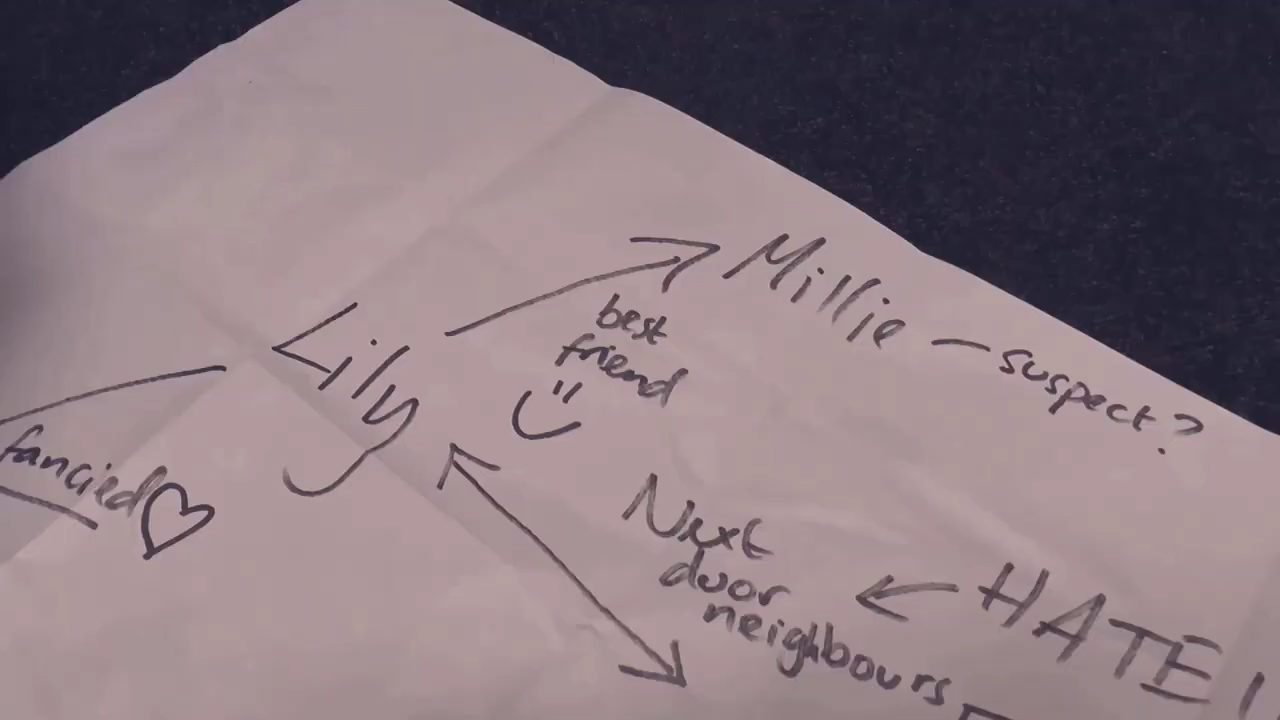 Millie – suspect?
best
friend
Lily
fancied
Next
door
neighbours
HATE!